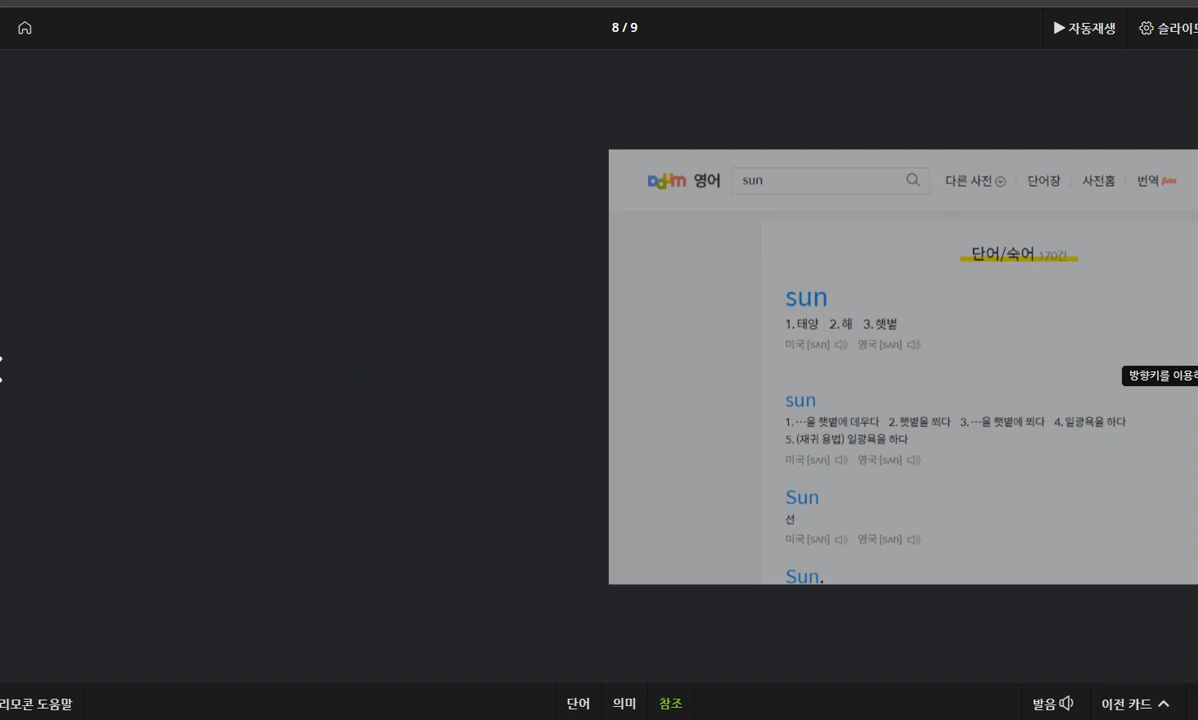 8 / 9
▶ 자동재생
슬라이드
Daum 영어
sun
다른 사전
단어장
사전홈
번역 Beta
단어/숙어 170건
sun
1. 태양 2. 해 3. 햇볕
미국 [sʌn] 영국 [sʌn]
방향키를 이용하
sun
1. …을 햇볕에 데우다 2. 햇볕을 쬐다 3. …을 햇볕에 쬐다 4. 일광욕을 하다
5. (재귀 용법) 일광욕을 하다
미국 [sʌn] 영국 [sʌn]
Sun
선
미국 [sʌn] 영국 [sʌn]
Sun.
리모콘 도움말
단어
의미
참조
발음
이전 카드